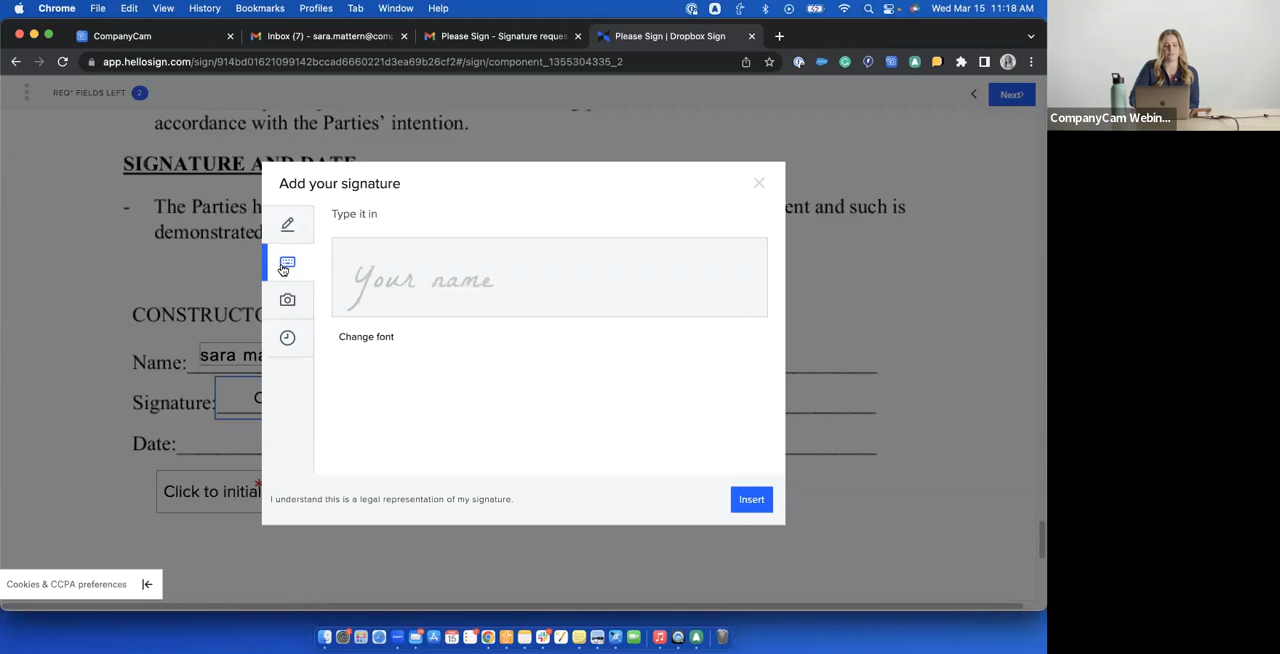 Chrome File Edit View History Bookmarks Profiles Tab Window Help Wed Mar 15 11:18 AM
CompanyCam Inbox (7) - sara.mattern@comp Please Sign - Signature reques Please Sign | Dropbox Sign
app.hellosign.com/sign/914bd01621099142bccad6660221d3ea69b26cf2#/sign/component_1355304335_2
REQ* FIELDS LEFT 2 Next
CompanyCam Webin...
accordance with the Parties' intention.
SIGNATURE AND DATE
- The Parties h ent and such is
demonstrated
Add your signature
Type it in
Your name
Change font
I understand this is a legal representation of my signature.
Insert
CONSTRUCTO
Name: sara ma
Signature: C
Date:
Click to initial*
Cookies & CCPA preferences